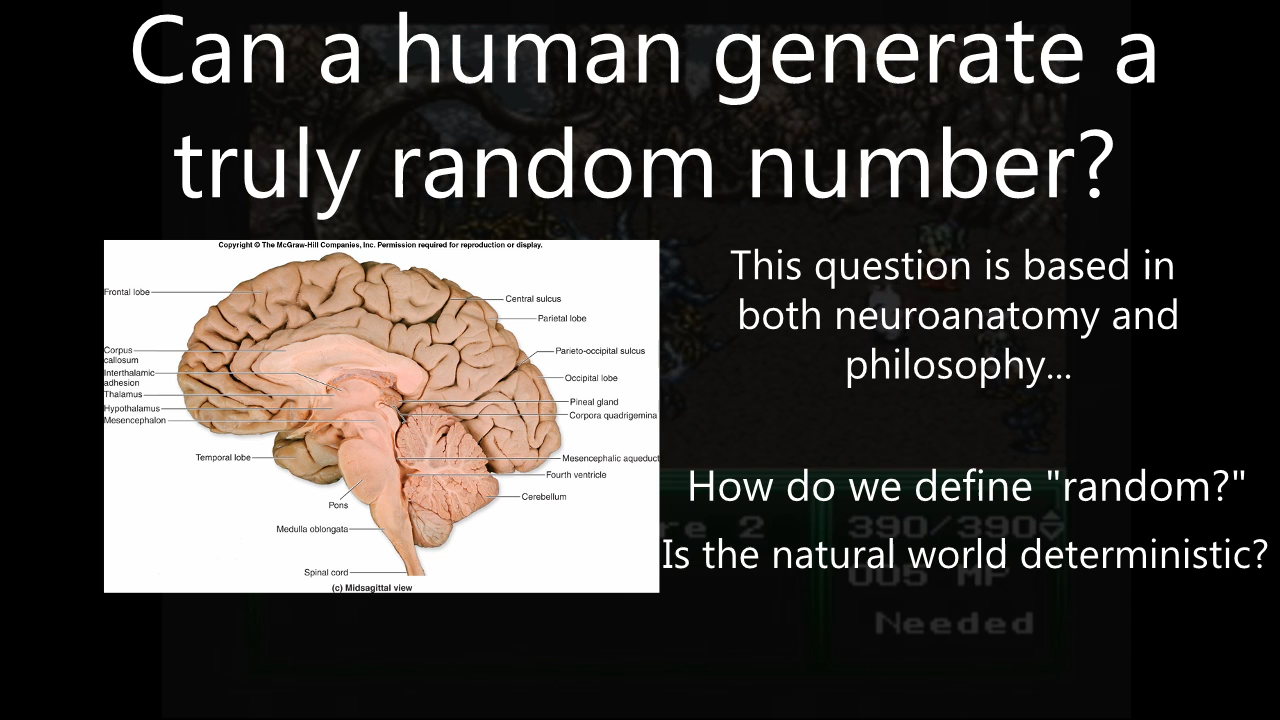 Can a human generate a
truly random number?
Copyright © The McGraw-Hill Companies, Inc. Permission required for reproduction or display.
Frontal lobe
Corpus
callosum
Interthalamic
adhesion
Thalamus
Hypothalamus
Mesencephalon
Temporal lobe
Pons
Medulla oblongata
Spinal cord
Central sulcus
Parietal lobe
Parieto-occipital sulcus
Occipital lobe
Pineal gland
Corpora quadrigemina
Mesencephalic aqueduct
Fourth ventricle
Cerebellum
(c) Midsagittal view
This question is based in
both neuroanatomy and
philosophy...
How do we define "random?"
Is the natural world deterministic?
re 2
390/390
005 MP
Needed